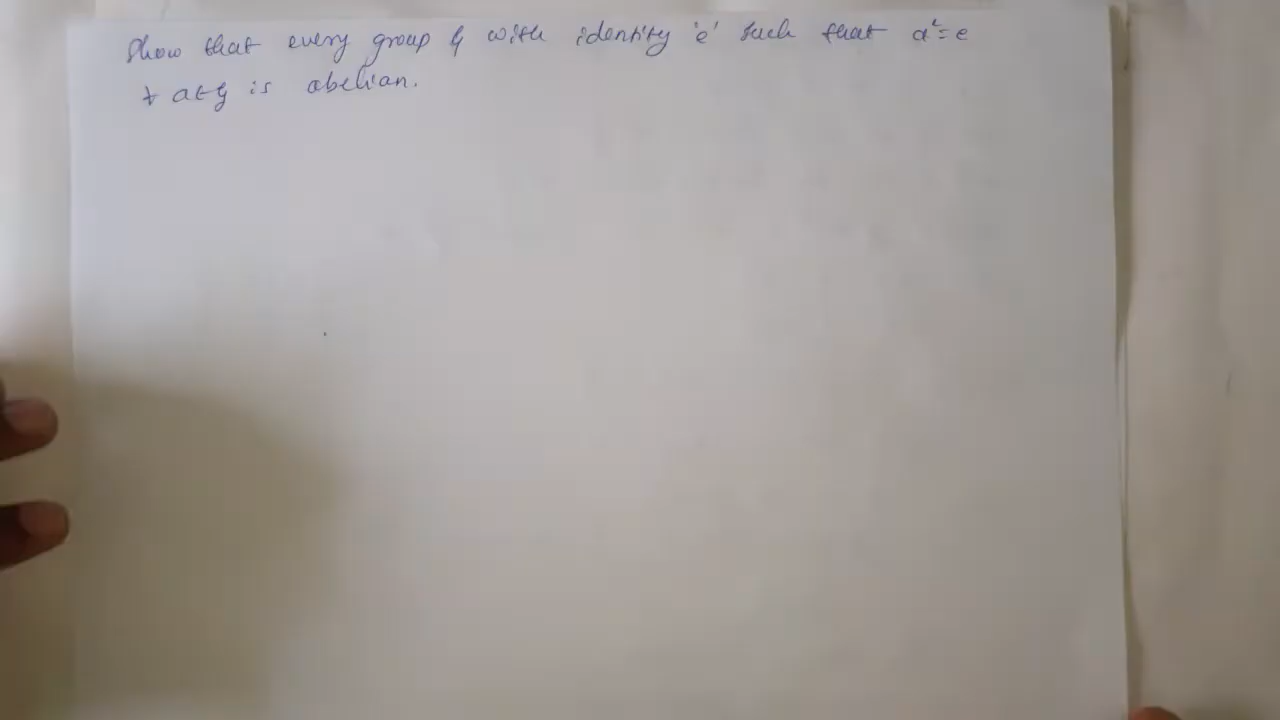 Show that every group G with identity 'e' such that a²=e
∀ a∈G is abelian.